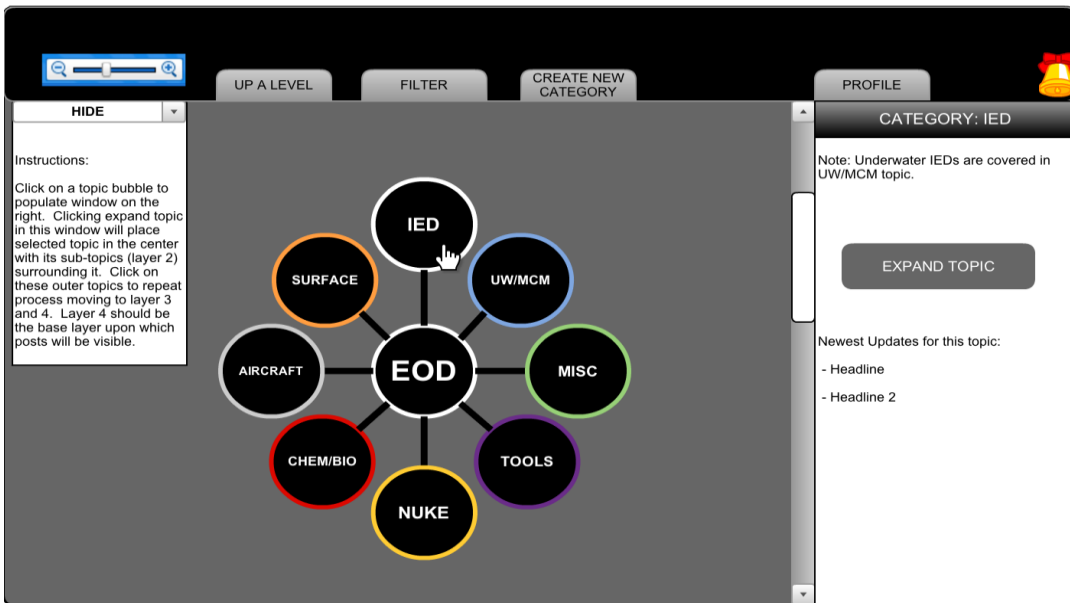 UP A LEVEL
FILTER
CREATE NEW
CATEGORY
PROFILE
HIDE
Instructions:
Click on a topic bubble to
populate window on the
right. Clicking expand topic
in this window will place
selected topic in the center
with its sub-topics (layer 2)
surrounding it. Click on
these outer topics to repeat
process moving to layer 3
and 4. Layer 4 should be
the base layer upon which
posts will be visible.
IED
SURFACE
UW/MCM
AIRCRAFT
EOD
MISC
CHEM/BIO
TOOLS
NUKE
CATEGORY: IED
Note: Underwater IEDs are covered in
UW/MCM topic.
EXPAND TOPIC
Newest Updates for this topic:
- Headline
- Headline 2